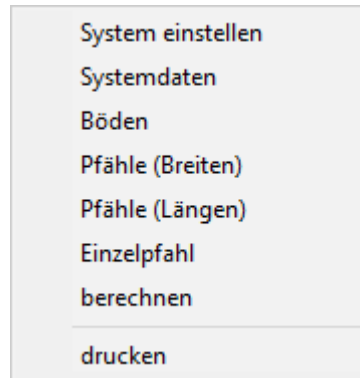 System einstellen
Systemdaten
Böden
Pfähle (Breiten)
Pfähle (Längen)
Einzelpfahl
berechnen
drucken